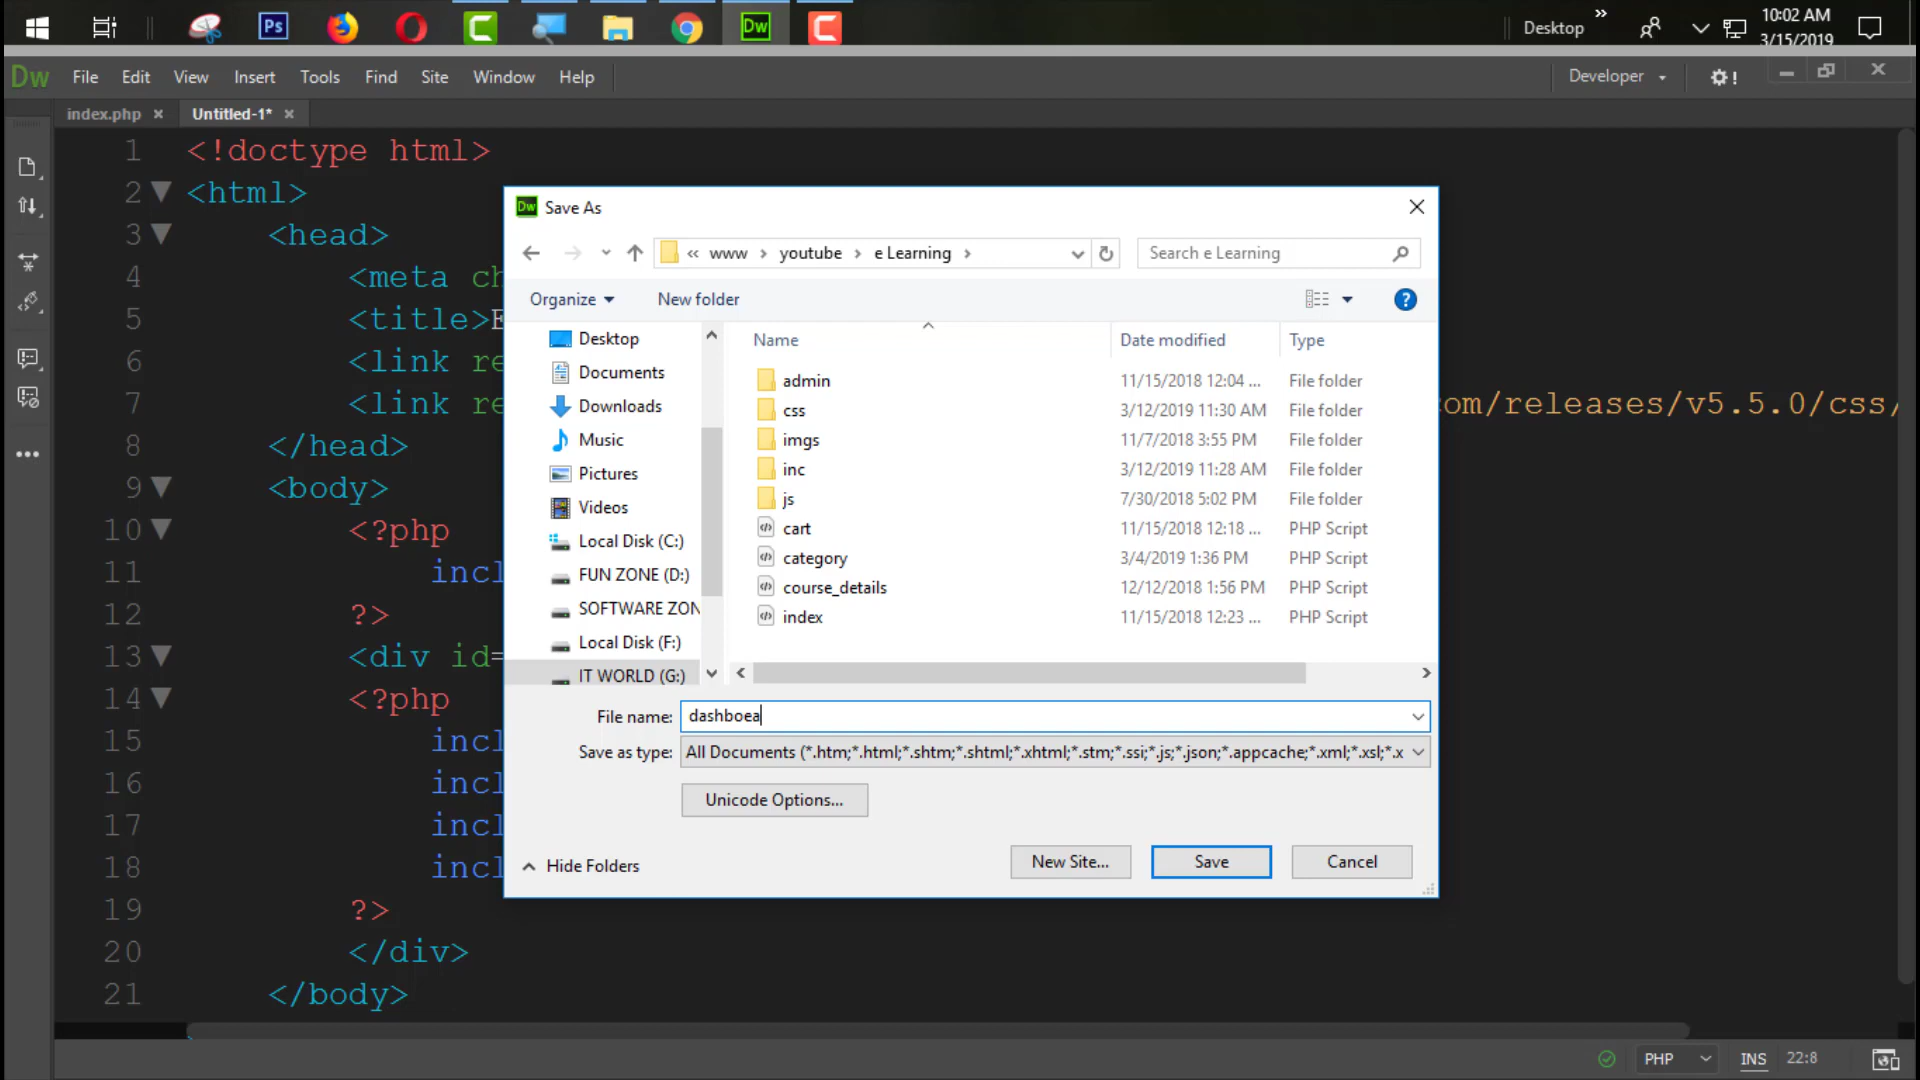 Ps
Dw
Desktop
»
10:02 AM
3/15/2019
Dw File Edit View Insert Tools Find Site Window Help
Developer
index.php × Untitled-1* ×
1 <!doctype html>
2 <html>
3 <head>
4 <meta ch
5 <title>E
6 <link re
7 <link re
om/releases/v5.5.0/css/
8 </head>
9 <body>
10 <?php
11 incl
12 ?>
13 <div id=
14 <?php
15 incl
16 incl
17 incl
18 incl
19 ?>
20 </div>
21 </body>
Dw Save As
« www › youtube › e Learning ›
Search e Learning
Organize New folder
?
Desktop
Documents
Downloads
Music
Pictures
Videos
Local Disk (C:)
FUN ZONE (D:)
SOFTWARE ZON
Local Disk (F:)
IT WORLD (G:)
Name Date modified Type
admin 11/15/2018 12:04 ... File folder
css 3/12/2019 11:30 AM File folder
imgs 11/7/2018 3:55 PM File folder
inc 3/12/2019 11:28 AM File folder
js 7/30/2018 5:02 PM File folder
cart 11/15/2018 12:18 ... PHP Script
category 3/4/2019 1:36 PM PHP Script
course_details 12/12/2018 1:56 PM PHP Script
index 11/15/2018 12:23 ... PHP Script
File name: dashboea
Save as type: All Documents (*.htm;*.html;*.shtm;*.shtml;*.xhtml;*.stm;*.ssi;*.js;*.json;*.appcache;*.xml;*.xsl;*.x
Unicode Options...
Hide Folders
New Site... Save Cancel
PHP INS 22:8